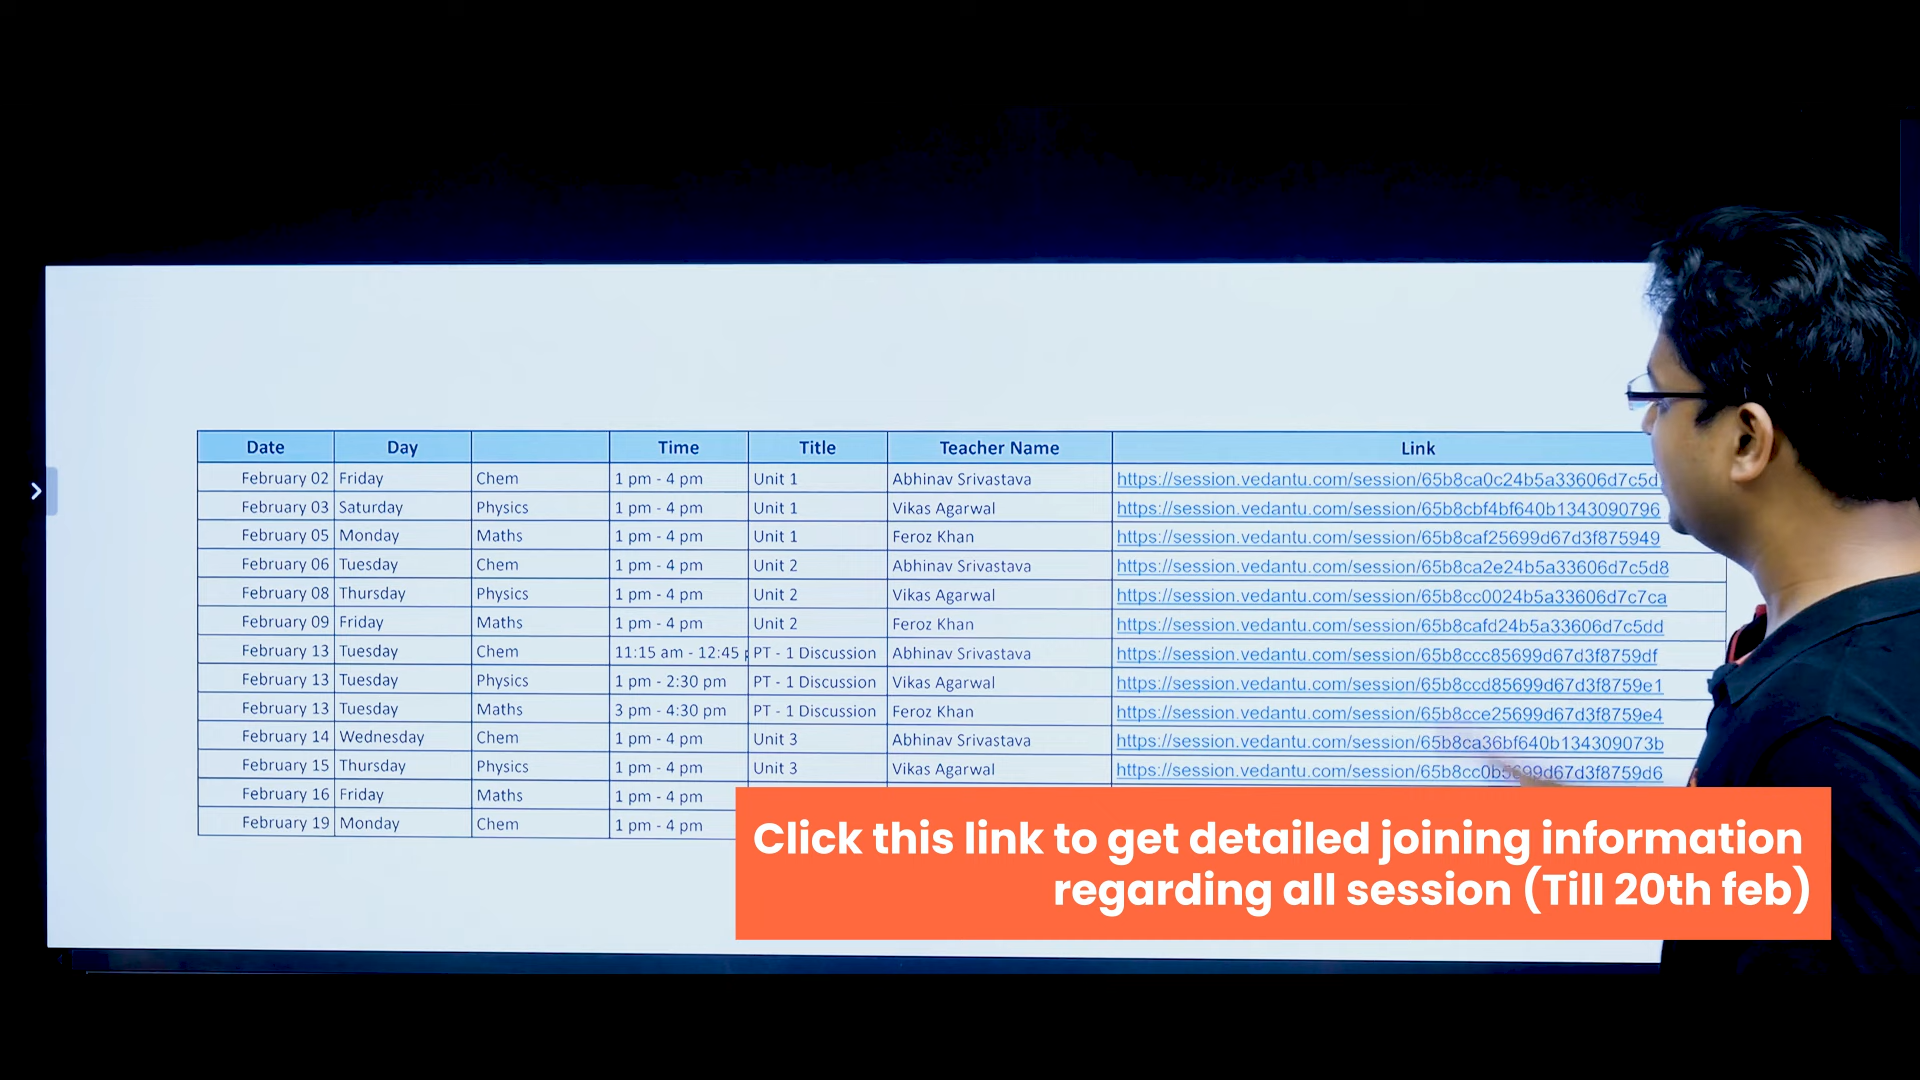 Date Day Time Title Teacher Name Link
February 02 Friday Chem 1 pm - 4 pm Unit 1 Abhinav Srivastava https://session.vedantu.com/session/65b8ca0c24b5a33606d7c5d
February 03 Saturday Physics 1 pm - 4 pm Unit 1 Vikas Agarwal https://session.vedantu.com/session/65b8cbf4bf640b1343090796
February 05 Monday Maths 1 pm - 4 pm Unit 1 Feroz Khan https://session.vedantu.com/session/65b8caf25699d67d3f875949
February 06 Tuesday Chem 1 pm - 4 pm Unit 2 Abhinav Srivastava https://session.vedantu.com/session/65b8ca2e24b5a33606d7c5d8
February 08 Thursday Physics 1 pm - 4 pm Unit 2 Vikas Agarwal https://session.vedantu.com/session/65b8cc0024b5a33606d7c7ca
February 09 Friday Maths 1 pm - 4 pm Unit 2 Feroz Khan https://session.vedantu.com/session/65b8cafd24b5a33606d7c5dd
February 13 Tuesday Chem 11:15 am - 12:45 PT - 1 Discussion Abhinav Srivastava https://session.vedantu.com/session/65b8ccc85699d67d3f8759df
February 13 Tuesday Physics 1 pm - 2:30 pm PT - 1 Discussion Vikas Agarwal https://session.vedantu.com/session/65b8ccd85699d67d3f8759e1
February 13 Tuesday Maths 3 pm - 4:30 pm PT - 1 Discussion Feroz Khan https://session.vedantu.com/session/65b8cce25699d67d3f8759e4
February 14 Wednesday Chem 1 pm - 4 pm Unit 3 Abhinav Srivastava https://session.vedantu.com/session/65b8ca36bf640b134309073b
February 15 Thursday Physics 1 pm - 4 pm Unit 3 Vikas Agarwal https://session.vedantu.com/session/65b8cc0b5699d67d3f8759d6
February 16 Friday Maths 1 pm - 4 pm
February 19 Monday Chem 1 pm - 4 pm
Click this link to get detailed joining information
regarding all session (Till 20th feb)